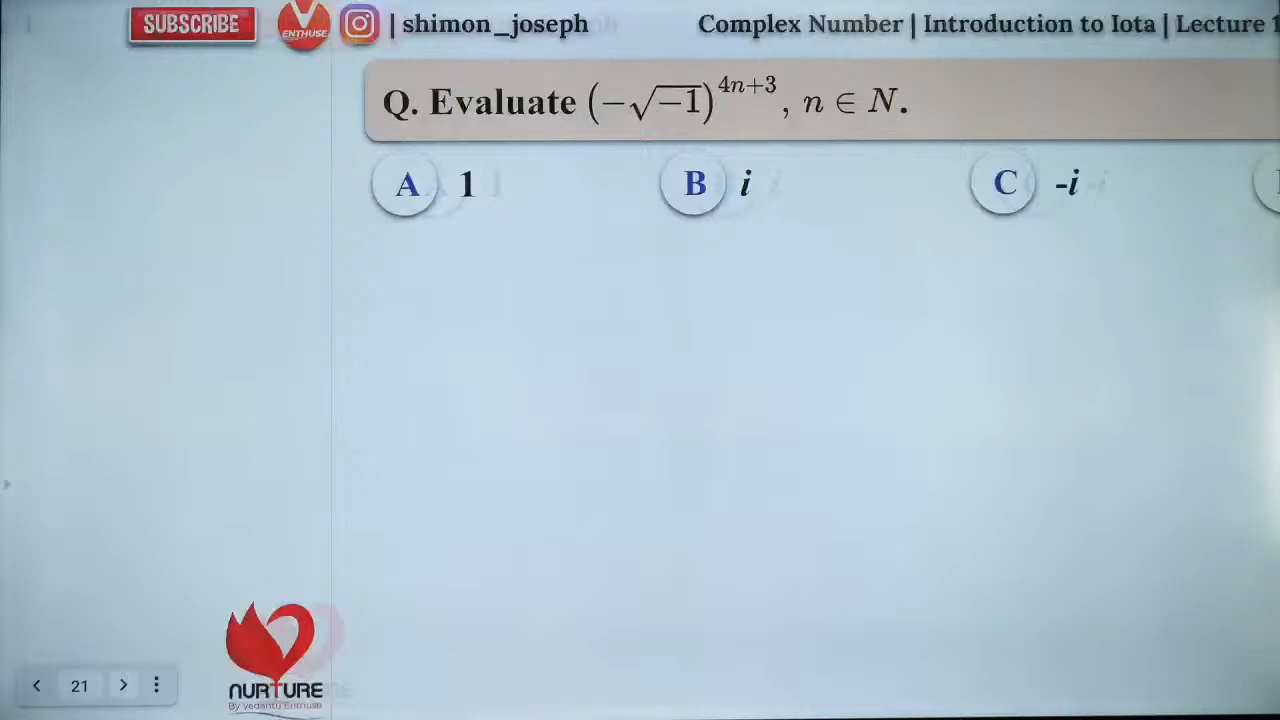 SUBSCRIBE
ENTHUSE
| shimon_joseph
Complex Number | Introduction to Iota | Lecture 1
Q. Evaluate (−√−1)^{4n+3}, n ∈ N.
A 1
B i
C -i
21
NURTURE
By Vedantu Enthuse